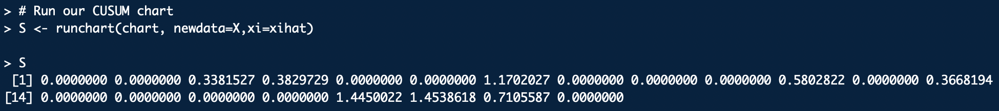 > # Run our CUSUM chart
> S <- runchart(chart, newdata=X,xi=xihat)
> S
[1] 0.0000000 0.0000000 0.3381527 0.3829729 0.0000000 0.0000000 1.1702027 0.0000000 0.0000000 0.0000000 0.5802822 0.0000000 0.3668194
[14] 0.0000000 0.0000000 0.0000000 0.0000000 1.4450022 1.4538618 0.7105587 0.0000000